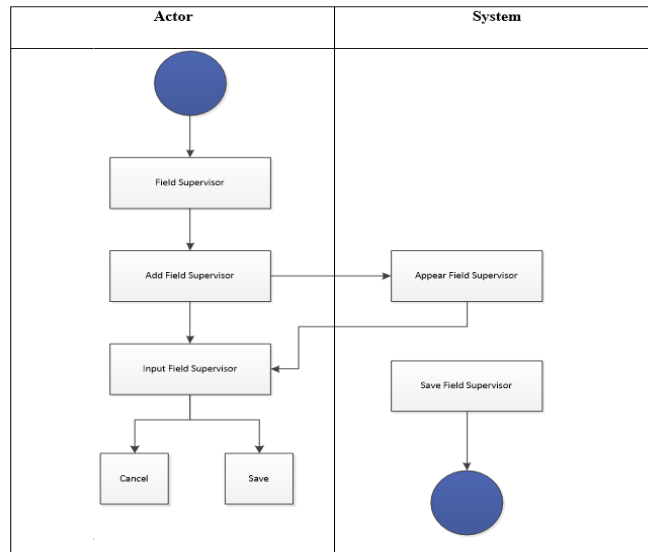 Actor
System
Field Supervisor
Add Field Supervisor
Appear Field Supervisor
Input Field Supervisor
Save Field Supervisor
Cancel
Save